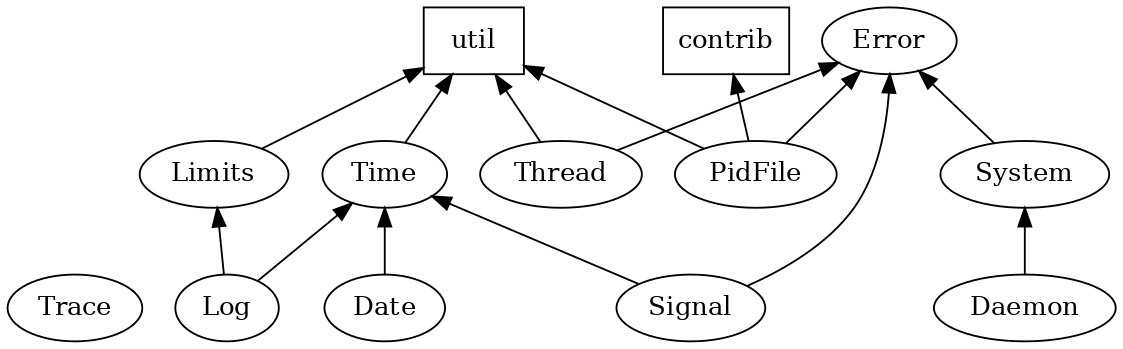 util
contrib
Error
Limits
Time
Thread
PidFile
System
Trace
Log
Date
Signal
Daemon